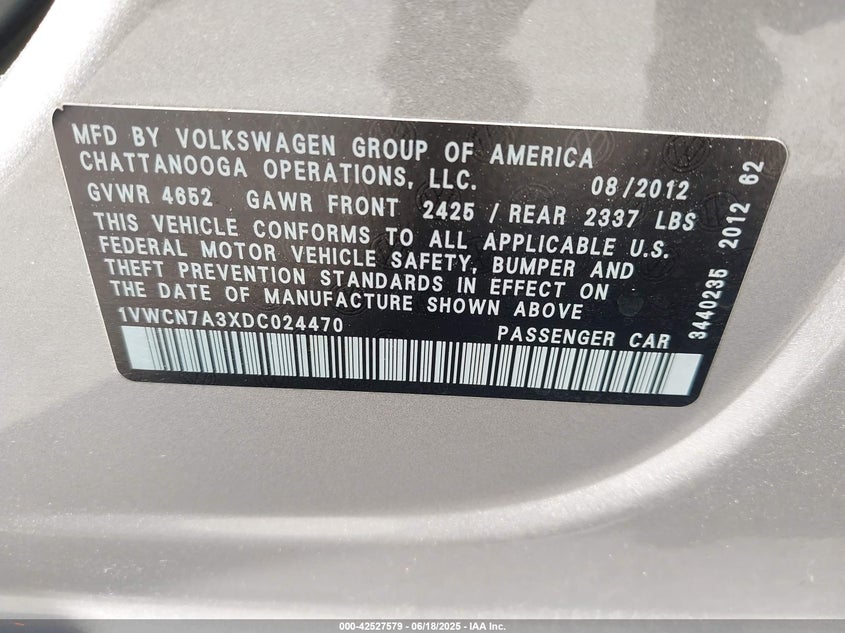 MFD BY VOLKSWAGEN GROUP OF AMERICA
CHATTANOOGA OPERATIONS, LLC. 08/2012
GVWR 4652 GAWR FRONT 2425 / REAR 2337 LBS
THIS VEHICLE CONFORMS TO ALL APPLICABLE U.S.
FEDERAL MOTOR VEHICLE SAFETY, BUMPER AND
THEFT PREVENTION STANDARDS IN EFFECT ON
THE DATE OF MANUFACTURE SHOWN ABOVE
1VWCN7A3XDC024470 PASSENGER CAR
3440235 2012 62
000-42527579 - 06/18/2025 - IAA Inc.